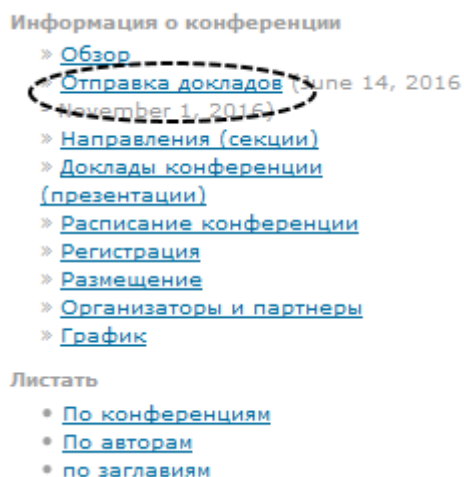 Информация о конференции
» Обзор
» Отправка докладов (June 14, 2016
- November 1, 2016)
» Направления (секции)
» Доклады конференции
(презентации)
» Расписание конференции
» Регистрация
» Размещение
» Организаторы и партнеры
» График
Листать
• По конференциям
• По авторам
• по заглавиям